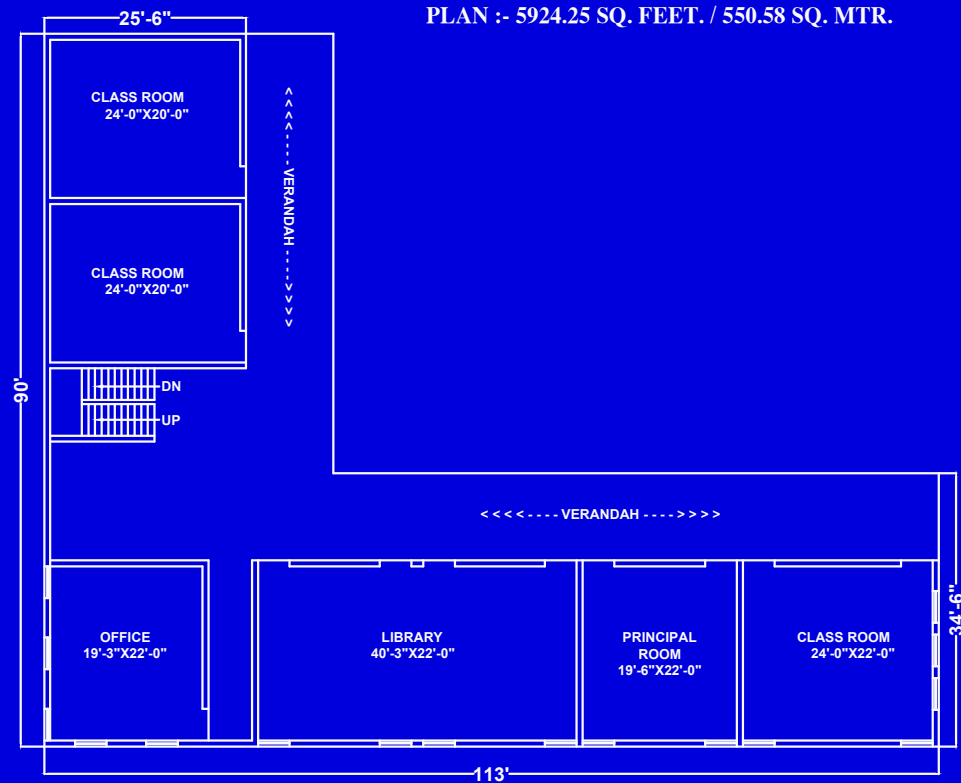 PLAN :- 5924.25 SQ. FEET. / 550.58 SQ. MTR.
25'-6"
CLASS ROOM
24'-0"X20'-0"
<<<<----VERANDAH---->>>>
CLASS ROOM
24'-0"X20'-0"
90'
DN
UP
<<<<----VERANDAH---->>>>
OFFICE
19'-3"X22'-0"
LIBRARY
40'-3"X22'-0"
PRINCIPAL
ROOM
19'-6"X22'-0"
CLASS ROOM
24'-0"X22'-0"
34'-6"
113'